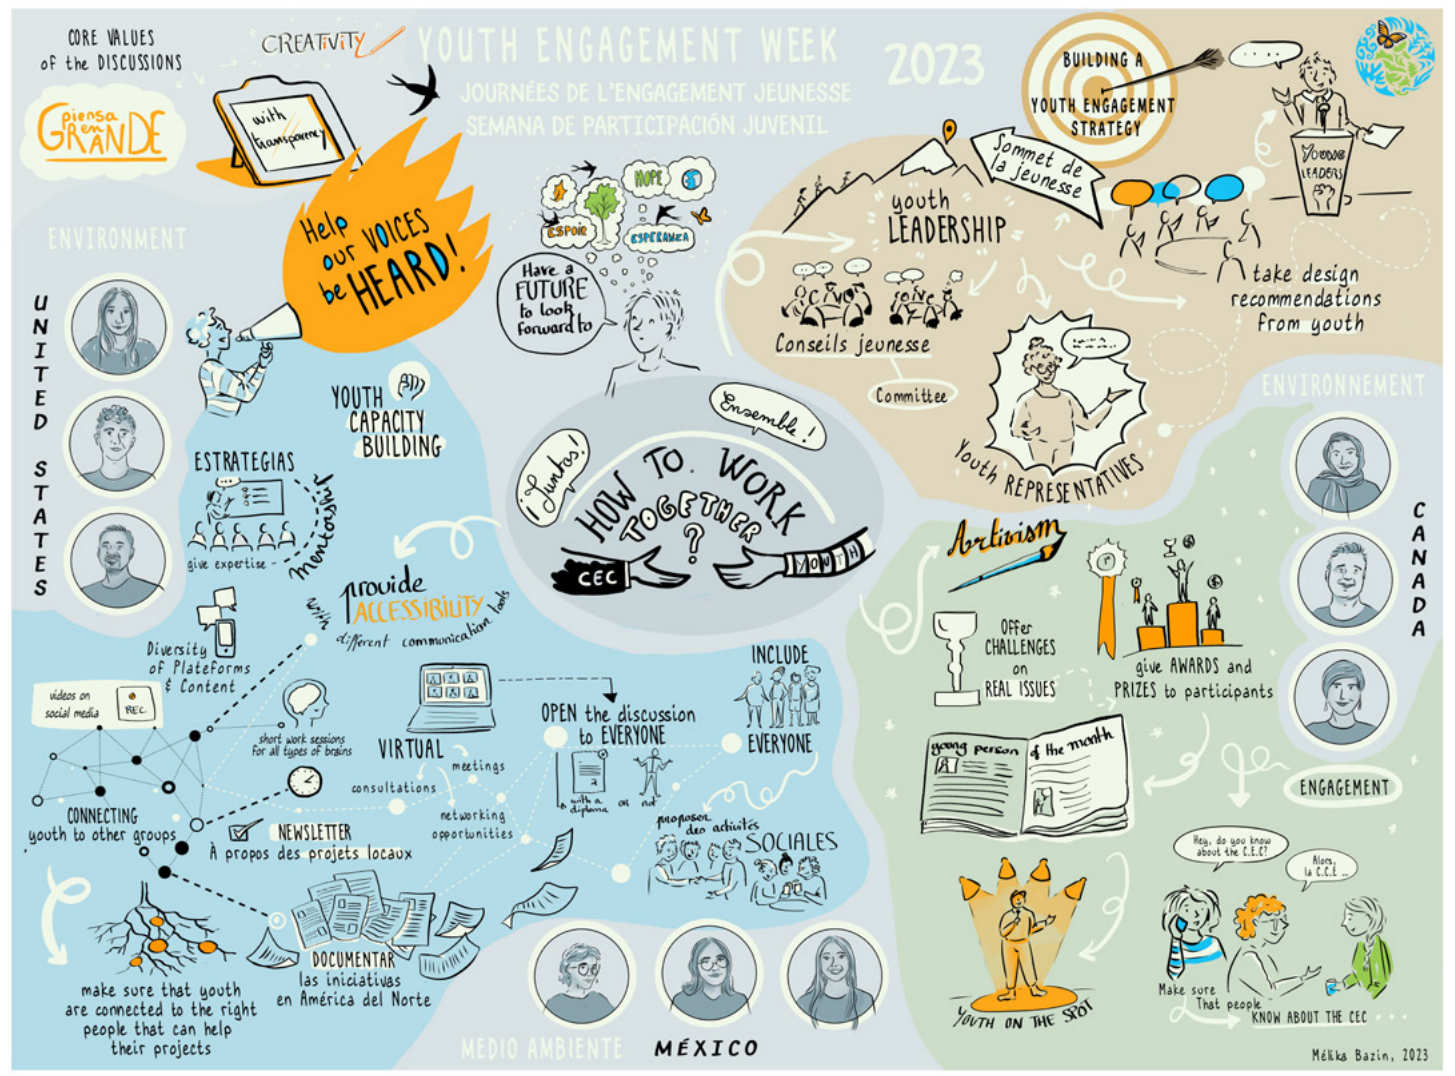 CORE VALUES
of the DISCUSSIONS
piensa
en
GRANDE
CREATIVITY
with
transparency
YOUTH ENGAGEMENT WEEK
2023
JOURNÉES DE L'ENGAGEMENT JEUNESSE
SEMANA DE PARTICIPACIÓN JUVENIL
BUILDING A
YOUTH ENGAGEMENT
STRATEGY
YOUNG
LEADERS
Sommet de
la jeunesse
youth
LEADERSHIP
take design
recommendations
from youth
Conseils jeunesse
Committee
Youth REPRESENTATIVES
Help
our VOICES
be HEARD!
HOPE
ESPOIR
ESPERANZA
Have a
FUTURE
to look
forward to
ENVIRONMENT
UNITED STATES
YOUTH
CAPACITY
BUILDING
ESTRATEGIAS
mentorship
give expertise -
provide
ACCESSIBILITY
with different communication tools
Diversity
of Plateforms
& Content
videos on
social media
REC
short work sessions
for all types of brains
CONNECTING
youth to other groups
NEWSLETTER
À propos des projets locaux
VIRTUAL
meetings
consultations
networking
opportunities
OPEN the discussion
to EVERYONE
with a
diploma
or not
INCLUDE
EVERYONE
proposer
des activités
SOCIALES
DOCUMENTAR
las iniciativas
en América del Norte
make sure that youth
are connected to the right
people that can help
their projects
¡Juntos!
Ensemble!
HOW TO WORK
TOGETHER
?
CEC
YOUTH
MEDIO AMBIENTE
MÉXICO
ENVIRONNEMENT
CANADA
ENGAGEMENT
Artivism
Offer
CHALLENGES
on
REAL ISSUES
give AWARDS and
PRIZES to participants
young person of the month
YOUTH ON THE SPOT
Hey, do you know
about the C.E.C?
Alors,
la C.C.E ...
Make sure
That people
KNOW ABOUT THE CEC
Mélika Bazin, 2023